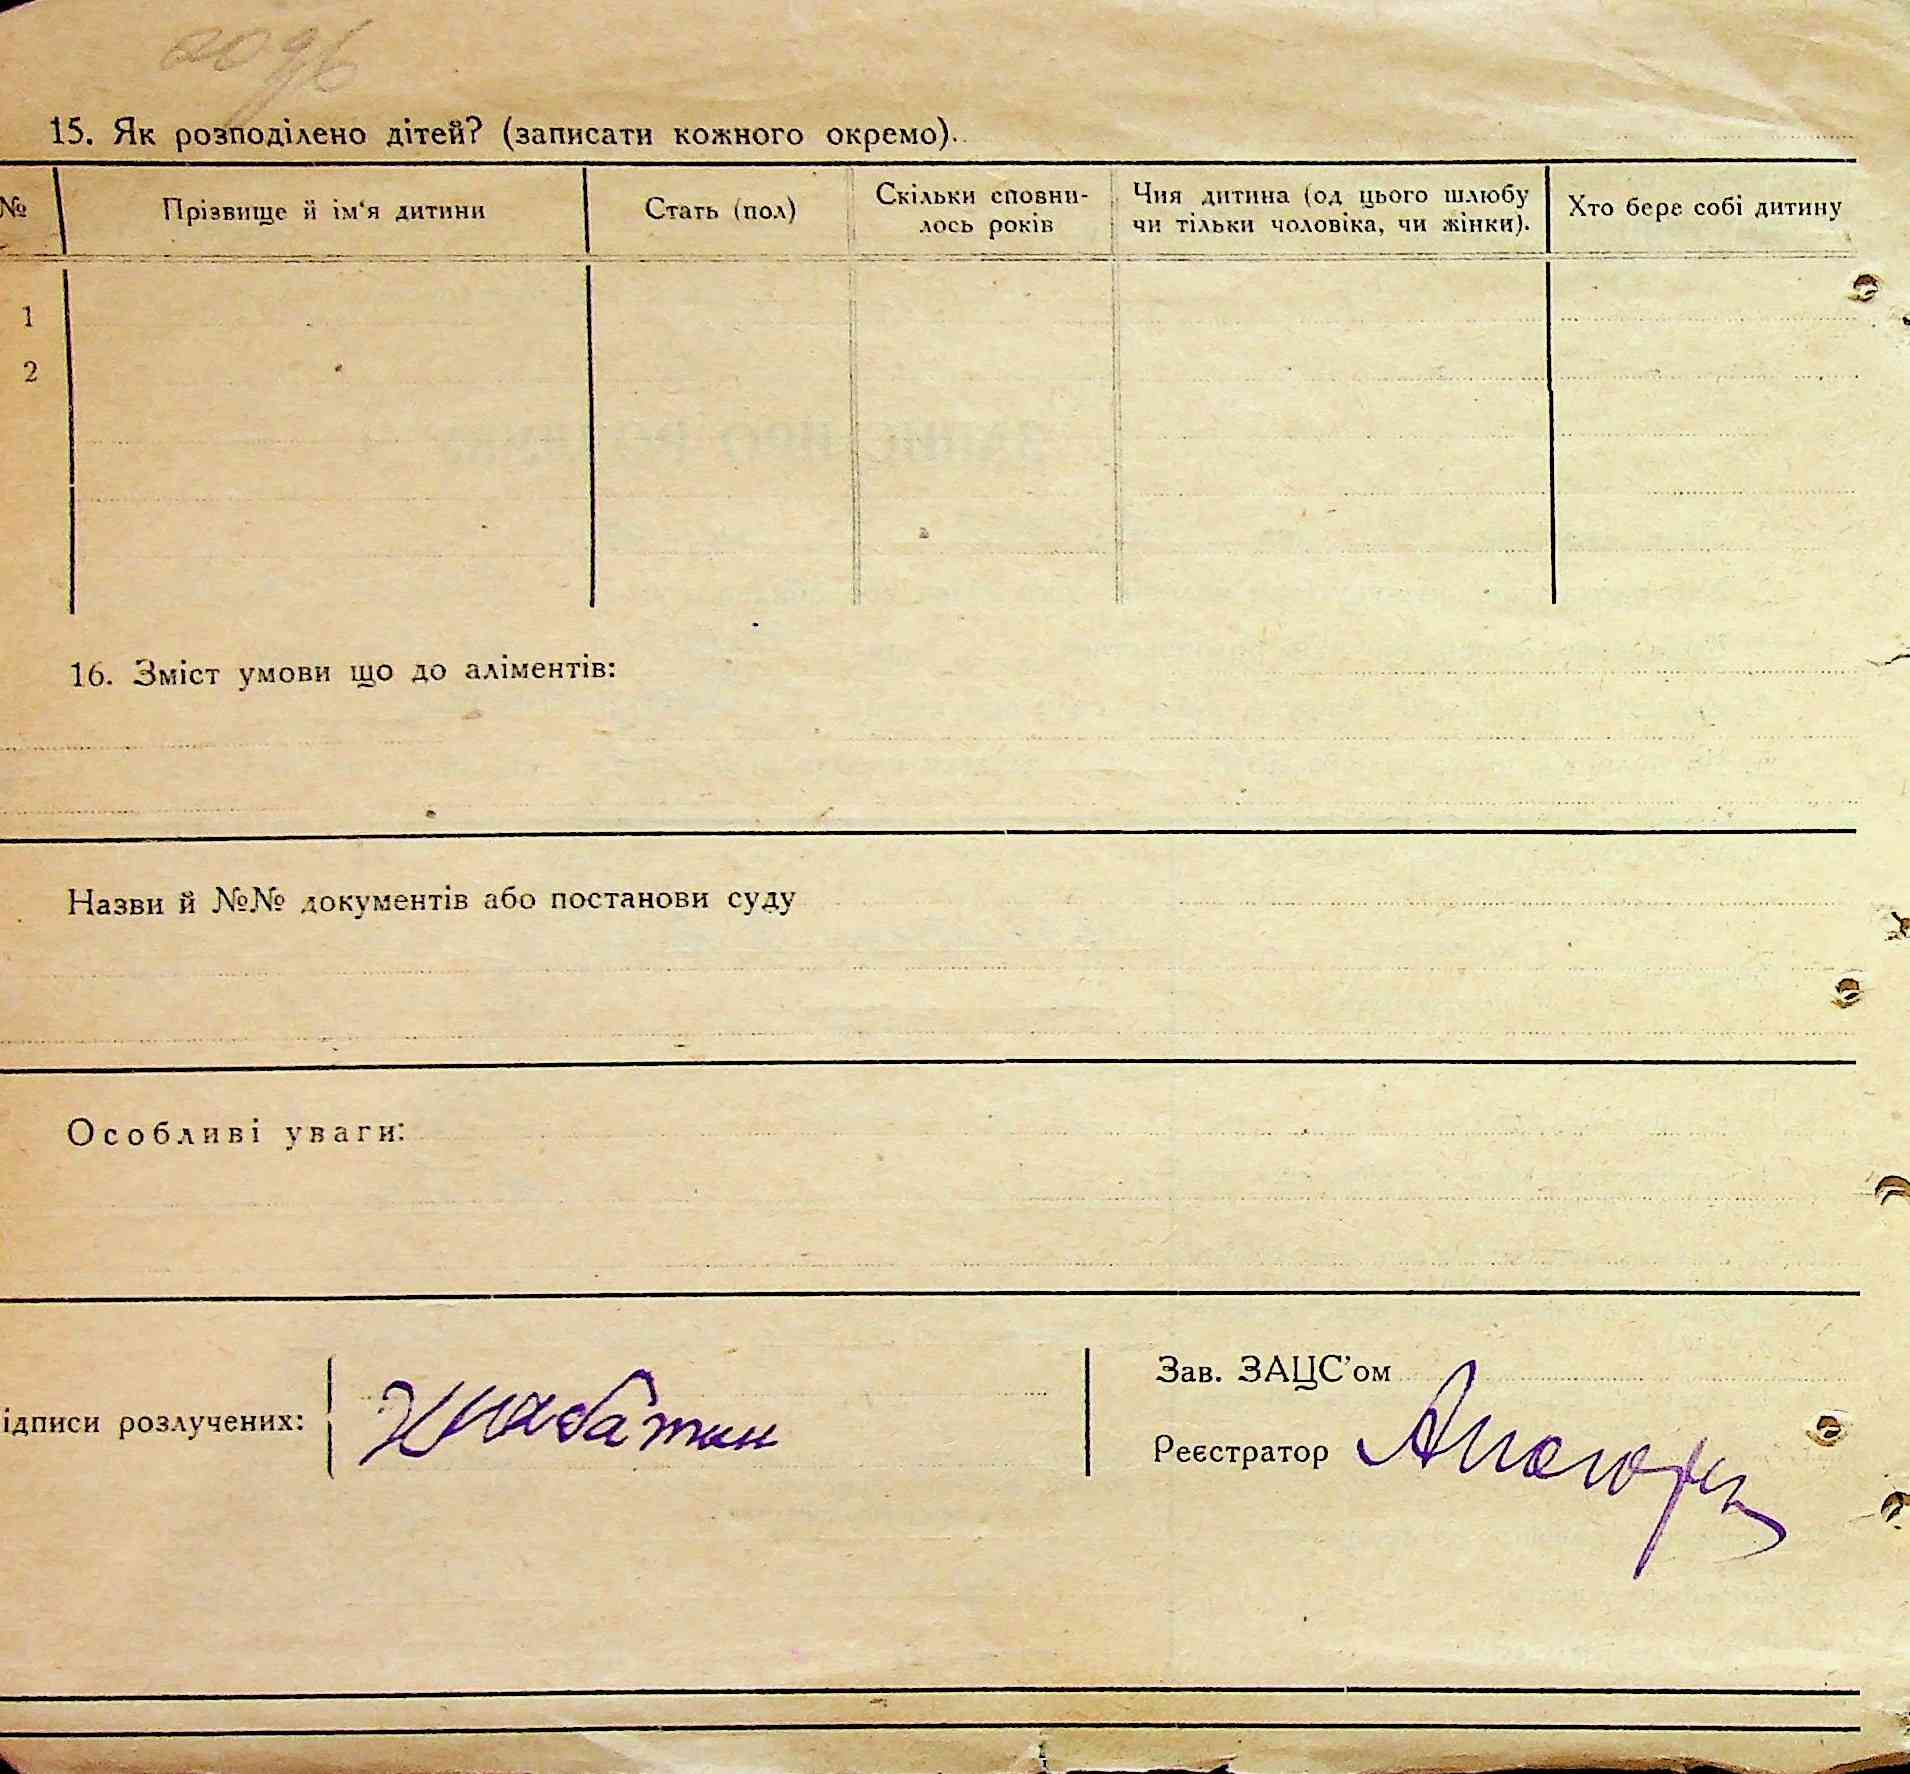 15. Як розподілено дітей? (записати кожного окремо).
№ Прізвище й ім‘я дитини Стать (пол) Скільки сповни- Чия дитина (од цього шлюбу Хто бере собі дитину
лось років чи тільки чоловіка, чи жінки).
1
2
16. Зміст умови що до аліментів:
Назви й №№ документів або постанови суду
Особливі уваги:
ідписи розлучених:
Зав. ЗАЦС’ом
Реєстратор